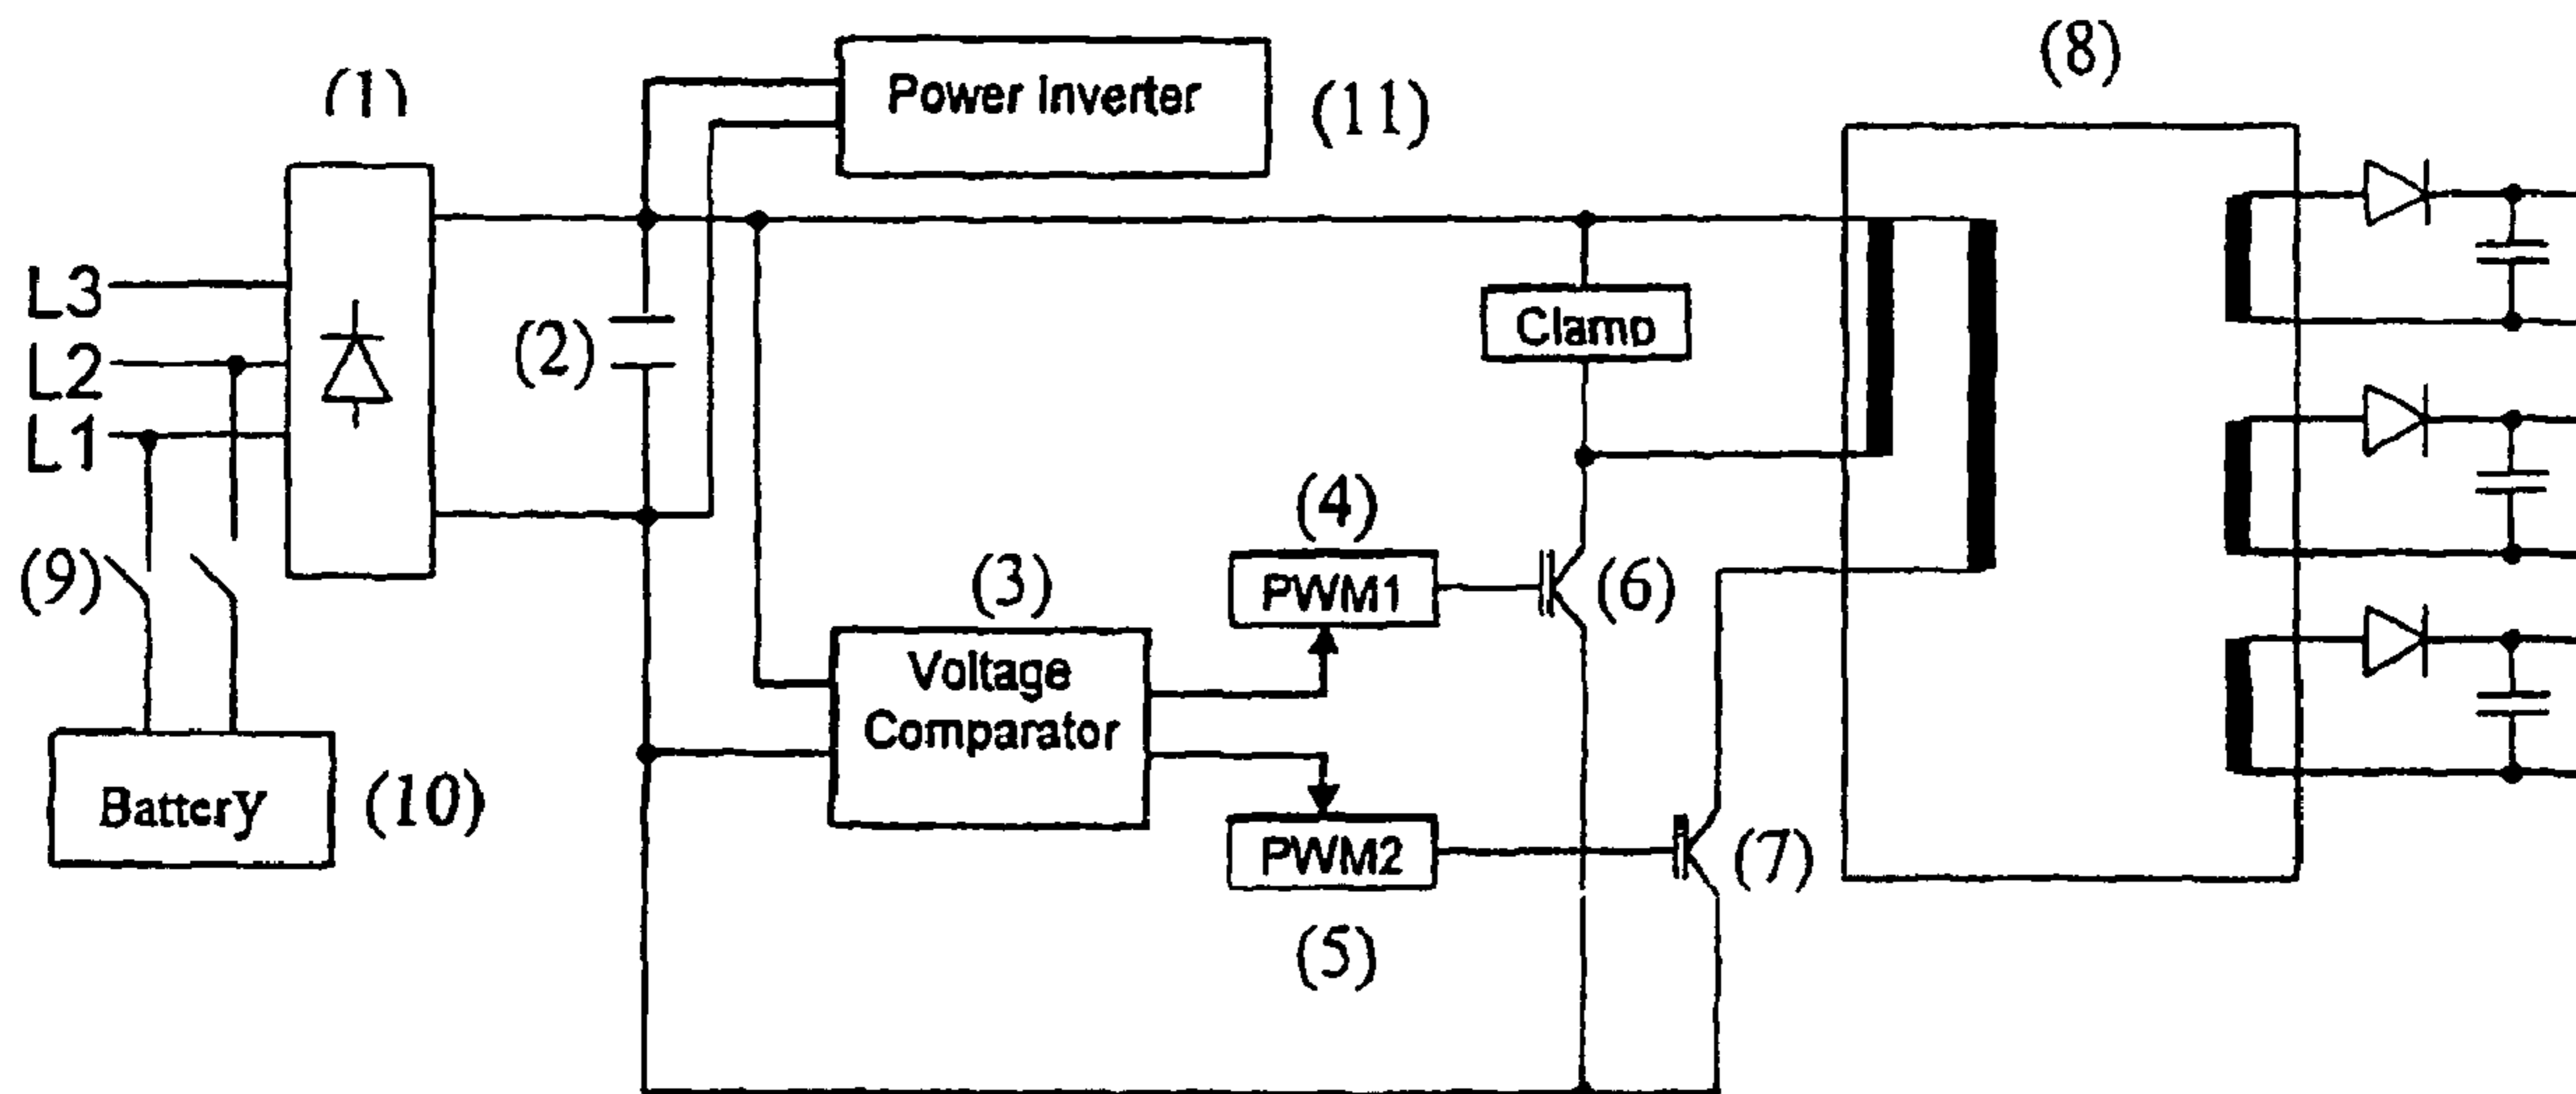 (8)
(1)
Power Inverter
(11)
L3
L2
L1
(2)
Clamp
(4)
PWM1
(6)
(9)
(3)
Voltage
Comparator
Battery
(10)
PWM2
(7)
(5)